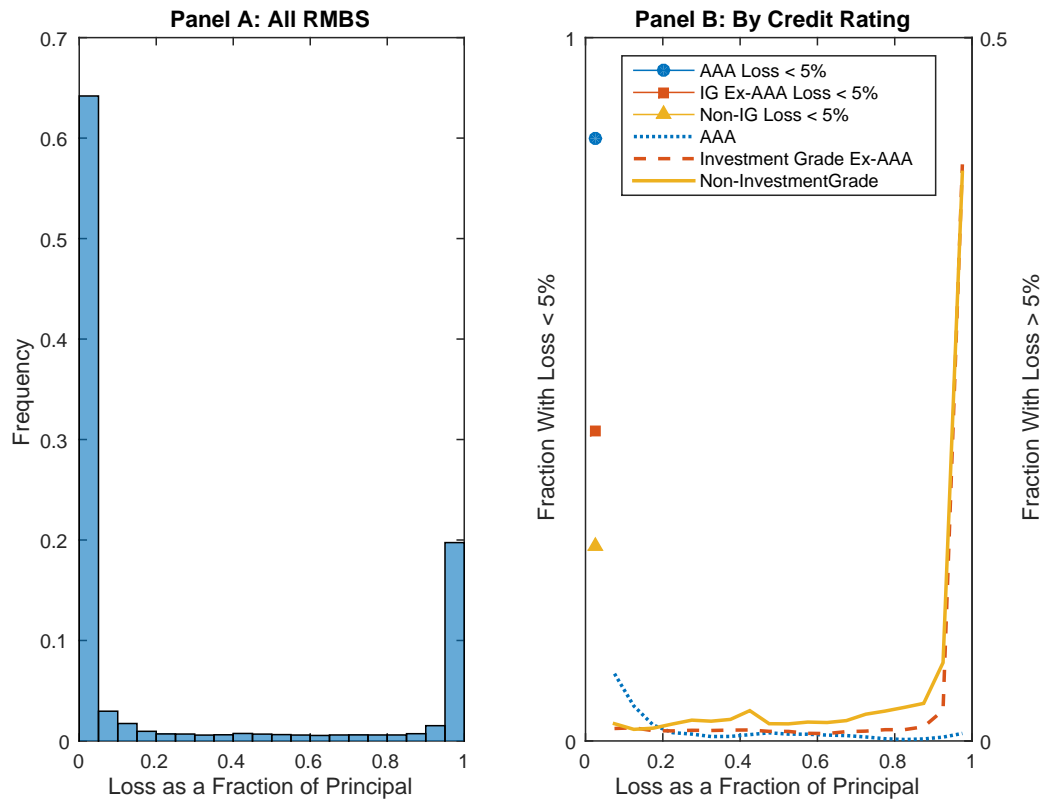 Panel A: All RMBS
0.7
0.6
0.5
0.4
0.3
0.2
0.1
0
Frequency
0 0.2 0.4 0.6 0.8 1
Loss as a Fraction of Principal
Panel B: By Credit Rating
1
0
Fraction With Loss < 5%
AAA Loss < 5%
IG Ex-AAA Loss < 5%
Non-IG Loss < 5%
AAA
Investment Grade Ex-AAA
Non-InvestmentGrade
0.5
0
Fraction With Loss > 5%
0 0.2 0.4 0.6 0.8 1
Loss as a Fraction of Principal